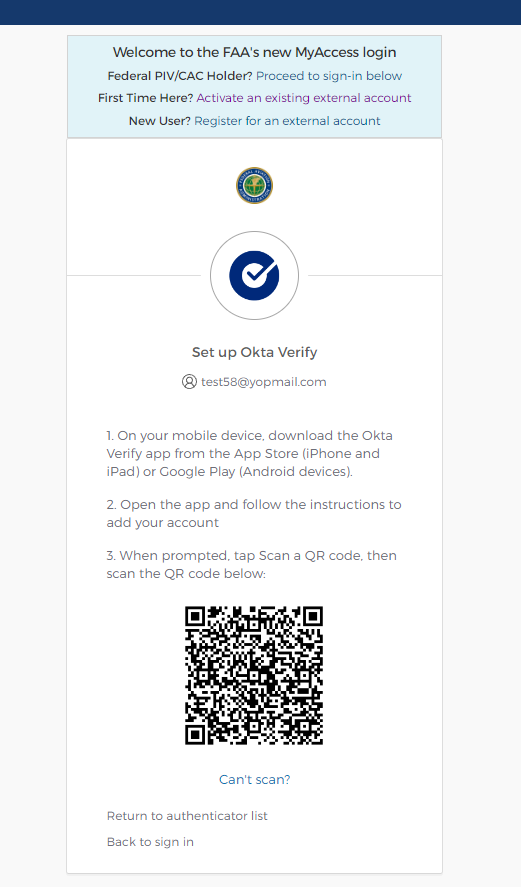 Welcome to the FAA's new MyAccess login
Federal PIV/CAC Holder? Proceed to sign-in below
First Time Here? Activate an existing external account
New User? Register for an external account
Set up Okta Verify
test58@yopmail.com
1. On your mobile device, download the Okta
Verify app from the App Store (iPhone and
iPad) or Google Play (Android devices).
2. Open the app and follow the instructions to
add your account
3. When prompted, tap Scan a QR code, then
scan the QR code below:
Can't scan?
Return to authenticator list
Back to sign in